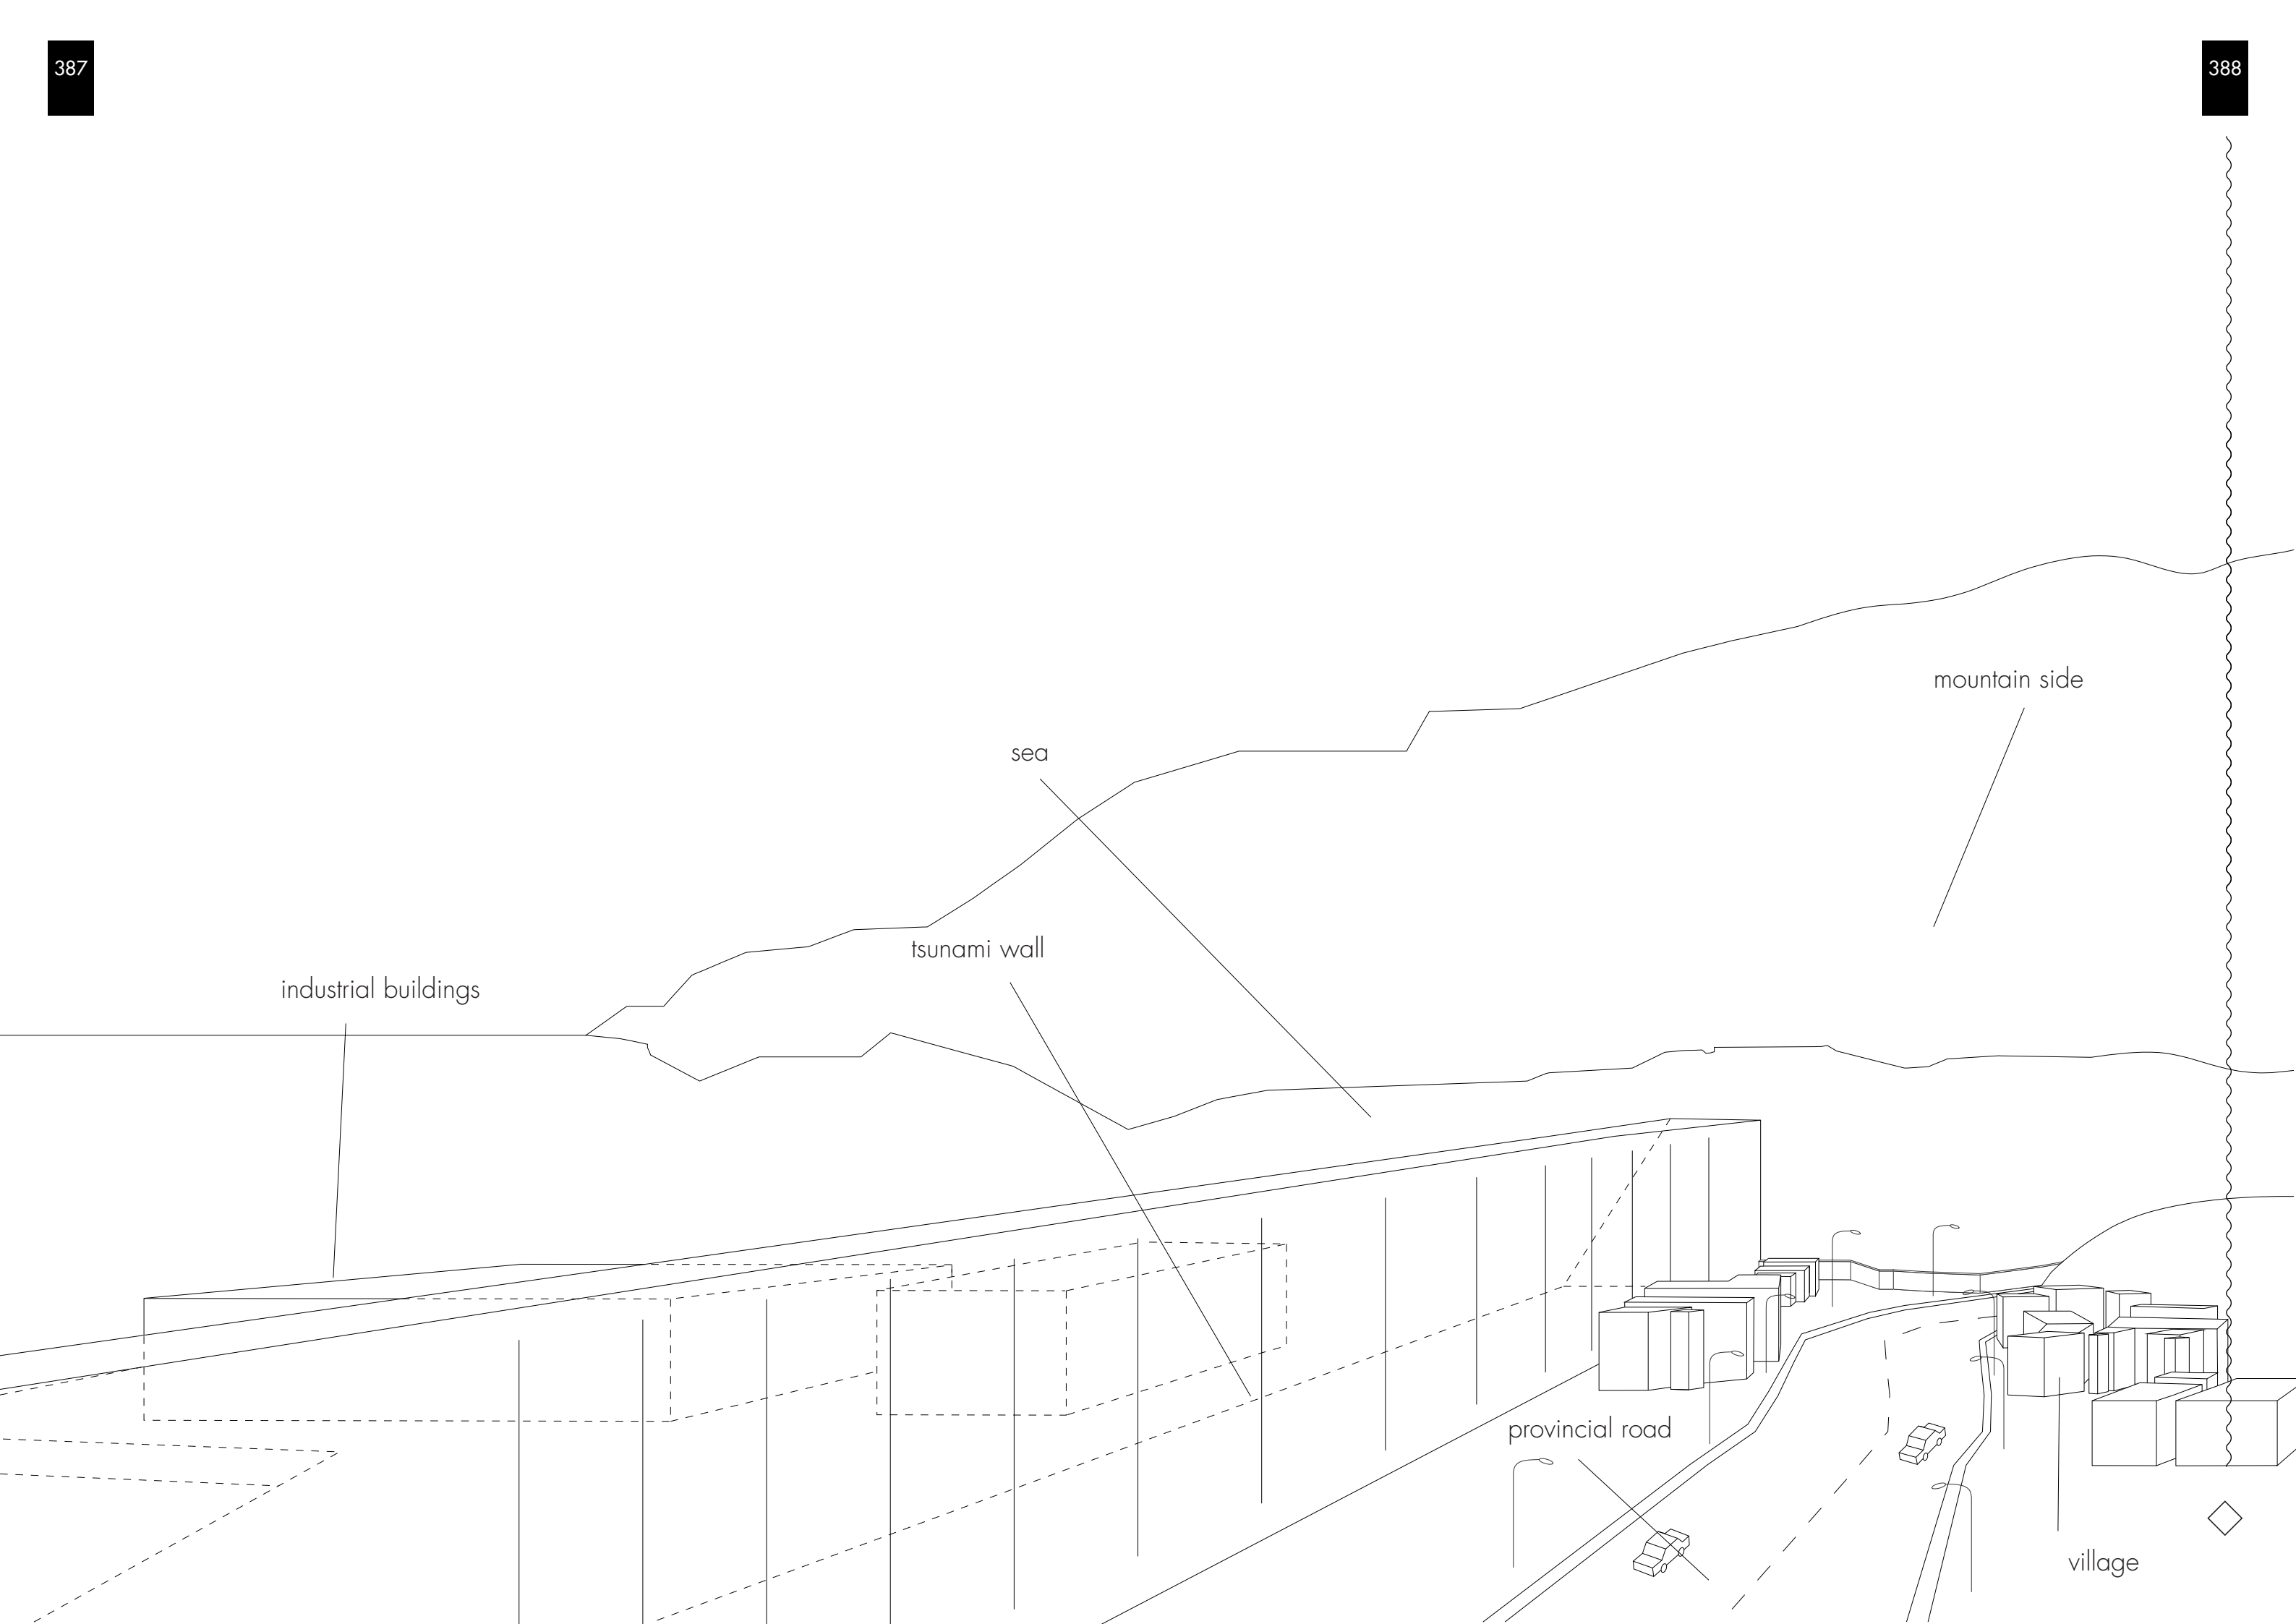 387
388
mountain side
sea
tsunami wall
industrial buildings
provincial road
village